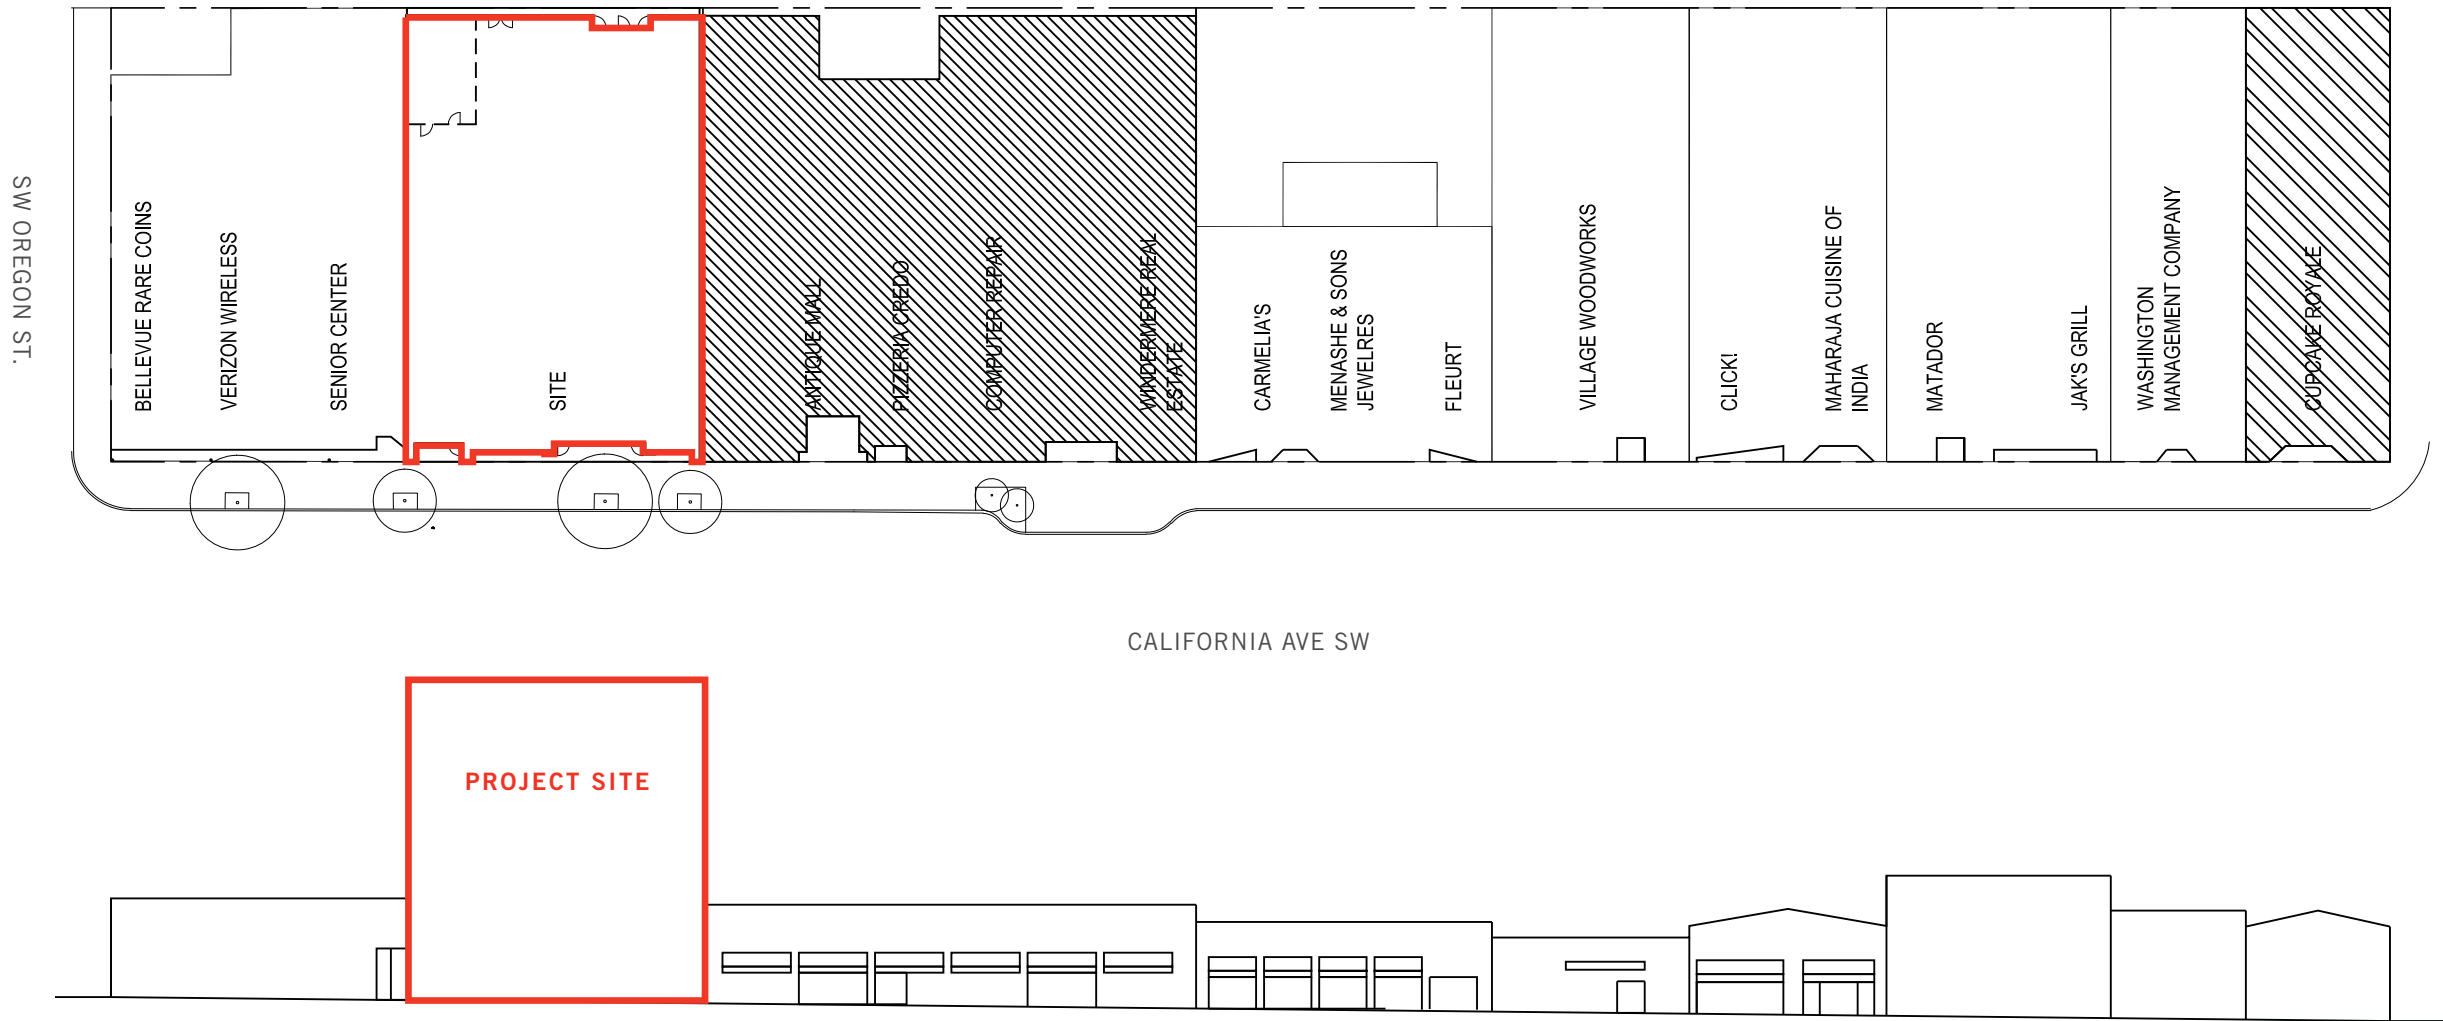 SW OREGON ST.
BELLEVUE RARE COINS
VERIZON WIRELESS
SENIOR CENTER
SITE
ANTIQUE MALL
PIZZERIA CREDO
COMPUTER REPAIR
WINDERMERE REAL
ESTATE
CARMELIA'S
MENASHE & SONS
JEWELRES
FLEURT
VILLAGE WOODWORKS
CLICK!
MAHARAJA CUISINE OF
INDIA
MATADOR
JAK'S GRILL
WASHINGTON
MANAGEMENT COMPANY
CUPCAKE ROYALE
CALIFORNIA AVE SW
PROJECT SITE